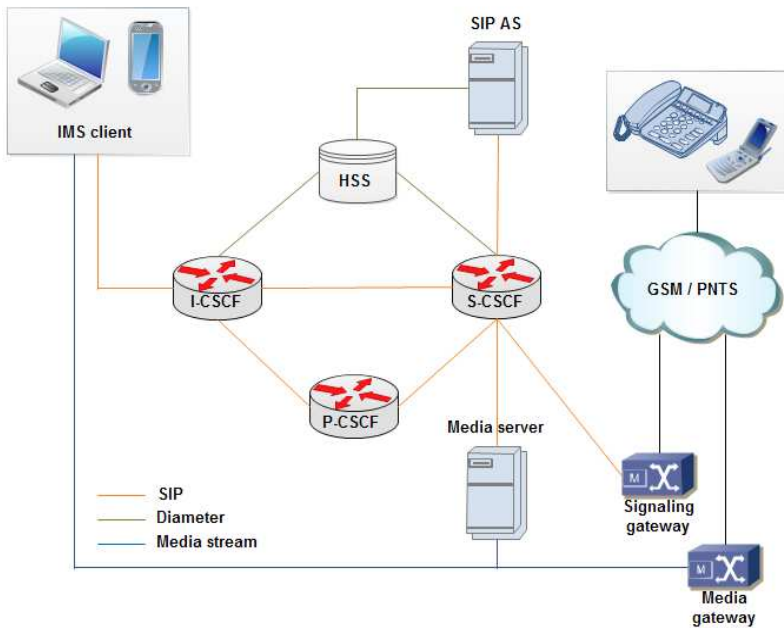 SIP AS
IMS client
HSS
I-CSCF
S-CSCF
GSM / PNTS
P-CSCF
Media server
M
Signaling
gateway
SIP
Diameter
Media stream
M
Media
gateway